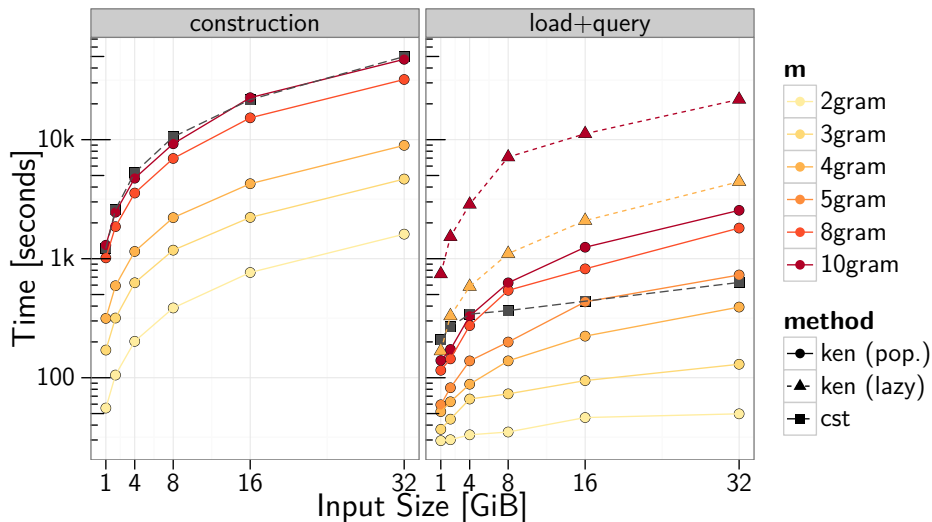 construction
load+query
Time [seconds]
10k
1k
100
1
4
8
16
32
1
4
8
16
32
Input Size [GiB]
m
2gram
3gram
4gram
5gram
8gram
10gram
method
ken (pop.)
ken (lazy)
cst